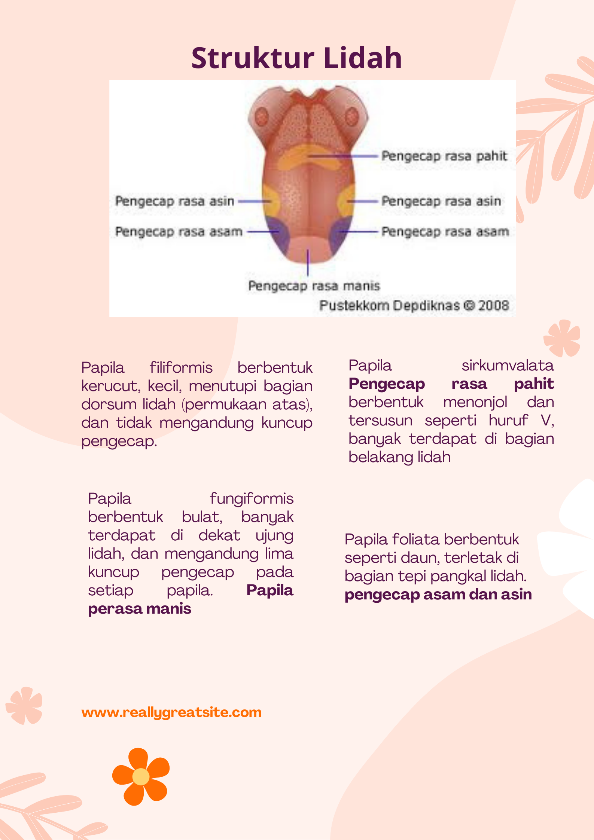 Struktur Lidah
Pengecap rasa pahit
Pengecap rasa asin
Pengecap rasa asin
Pengecap rasa asam
Pengecap rasa asam
Pengecap rasa manis
Pustekkom Depdiknas © 2008
Papila filiformis berbentuk
kerucut, kecil, menutupi bagian
dorsum lidah (permukaan atas),
dan tidak mengandung kuncup
pengecap.
Papila sirkumvalata
Pengecap rasa pahit
berbentuk menonjol dan
tersusun seperti huruf V,
banyak terdapat di bagian
belakang lidah
Papila fungiformis
berbentuk bulat, banyak
terdapat di dekat ujung
lidah, dan mengandung lima
kuncup pengecap pada
setiap papila. Papila
perasa manis
Papila foliata berbentuk
seperti daun, terletak di
bagian tepi pangkal lidah.
pengecap asam dan asin
www.reallygreatsite.com